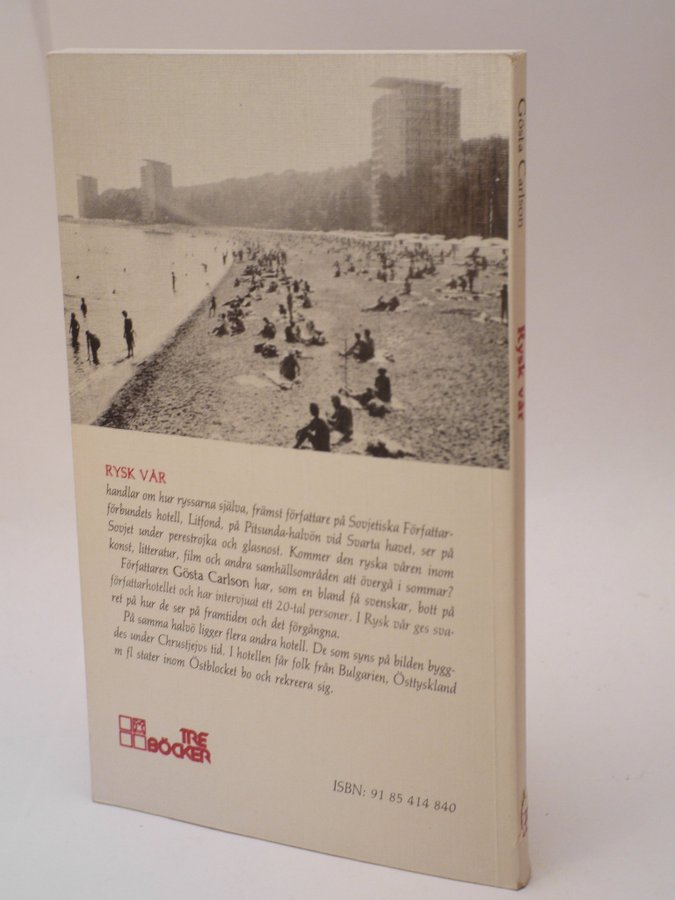 RYSK VÅR
handlar om hur ryssarna själva, främst författare på Sovjetiska Författar-
förbundets hotell, Litfond, på Pitsunda-halvön vid Svarta havet, ser på
Sovjet under perestrojka och glasnost. Kommer den ryska våren inom
konst, litteratur, film och andra samhällsområden att övergå i sommar?
Författaren Gösta Carlson har, som en bland få svenskar, bott på
författarhotellet och har intervjuat ett 20-tal personer. I Rysk vår ges sva-
ret på hur de ser på framtiden och det förgångna.
På samma halvö ligger flera andra hotell. De som syns på bilden bygg-
des under Chrustjejvs tid. I hotellen får folk från Bulgarien, Östtyskland
m fl stater inom Östblocket bo och rekreera sig.
TRE
BÖCKER
ISBN: 91 85 414 840
Gösta Carlson Rysk vår